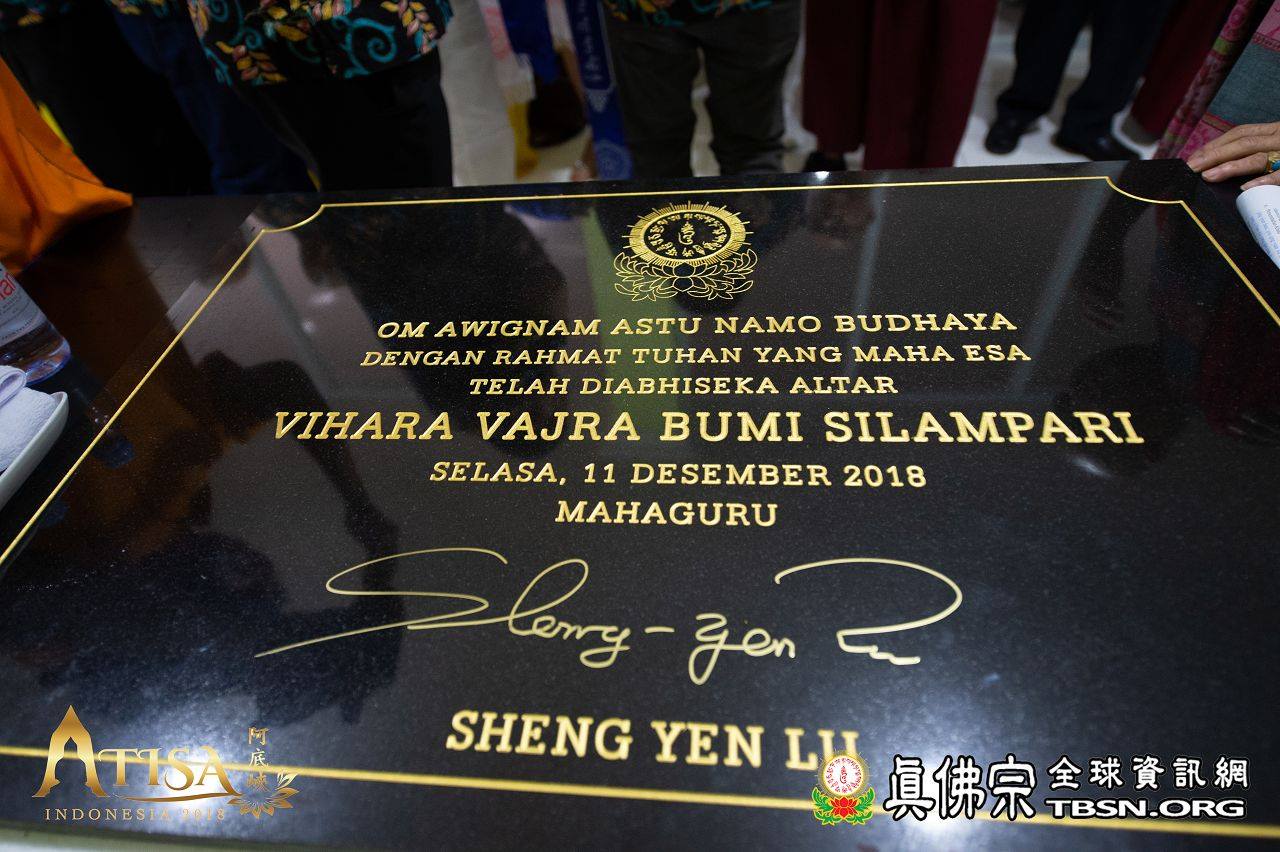 OM AWIGNAM ASTU NAMO BUDHAYA
DENGAN RAHMAT TUHAN YANG MAHA ESA
TELAH DIABHISEKA ALTAR
VIHARA VAJRA BUMI SILAMPARI
SELASA, 11 DESEMBER 2018
MAHAGURU
Sheng-yen Lu
SHENG YEN LU
ATISA
阿底峽
INDONESIA 2018
真佛宗 全球資訊網
TBSN.ORG